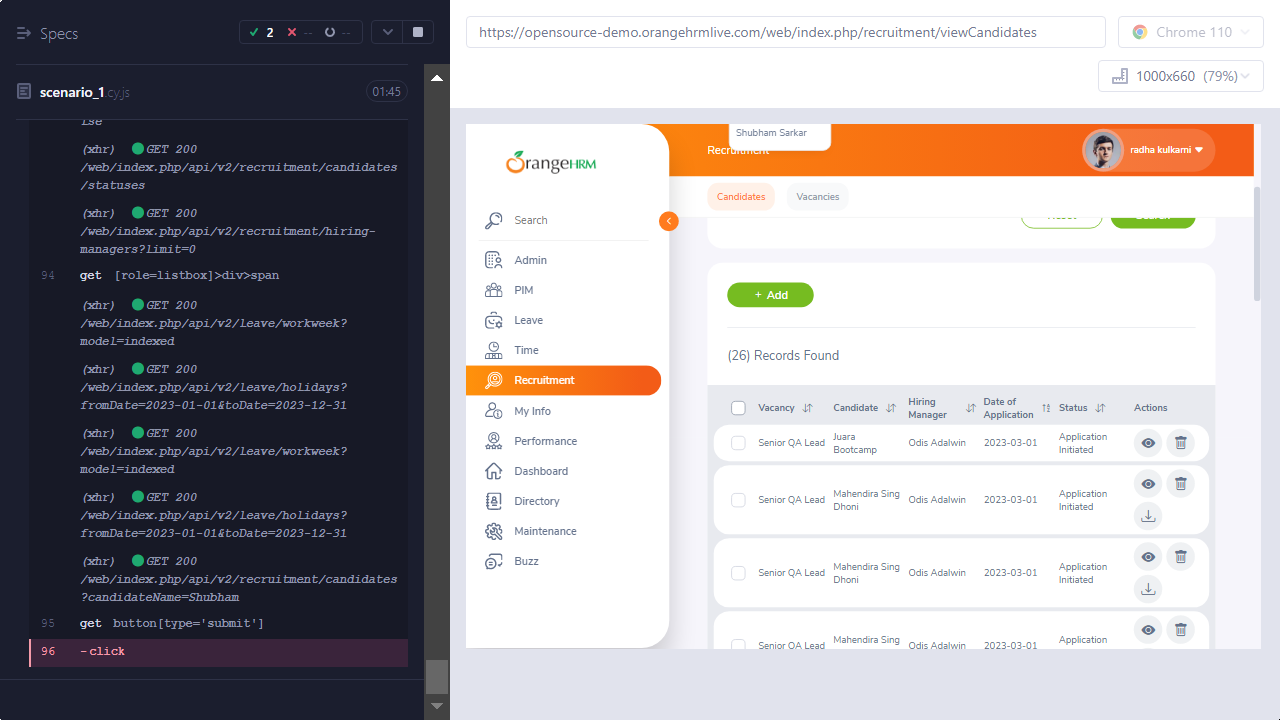 Specs
2
--
--
scenario_1.cy.js
01:45
lse
(xhr) GET 200
/web/index.php/api/v2/recruitment/candidates
/statuses
(xhr) GET 200
/web/index.php/api/v2/recruitment/hiring-
managers?limit=0
94 get [role=listbox]>div>span
(xhr) GET 200
/web/index.php/api/v2/leave/workweek?
model=indexed
(xhr) GET 200
/web/index.php/api/v2/leave/holidays?
fromDate=2023-01-01&toDate=2023-12-31
(xhr) GET 200
/web/index.php/api/v2/leave/workweek?
model=indexed
(xhr) GET 200
/web/index.php/api/v2/leave/holidays?
fromDate=2023-01-01&toDate=2023-12-31
(xhr) GET 200
/web/index.php/api/v2/recruitment/candidates
?candidateName=Shubham
95 get button[type='submit']
96 -click
https://opensource-demo.orangehrmlive.com/web/index.php/recruitment/viewCandidates
Chrome 110
1000x660 (79%)
OrangeHRM
Search
Admin
PIM
Leave
Time
Recruitment
My Info
Performance
Dashboard
Directory
Maintenance
Buzz
Shubham Sarkar
Recruitment
radha kulkarni
Candidates
Vacancies
Reset
Search
+ Add
(26) Records Found
Vacancy
Candidate
Hiring
Manager
Date of
Application
Status
Actions
Senior QA Lead
Juara
Bootcamp
Odis Adalwin
2023-03-01
Application
Initiated
Senior QA Lead
Mahendira Sing
Dhoni
Odis Adalwin
2023-03-01
Application
Initiated
Senior QA Lead
Mahendira Sing
Dhoni
Odis Adalwin
2023-03-01
Application
Initiated
Senior QA Lead
Mahendira Sing
Odis Adalwin
2023-03-01
Application